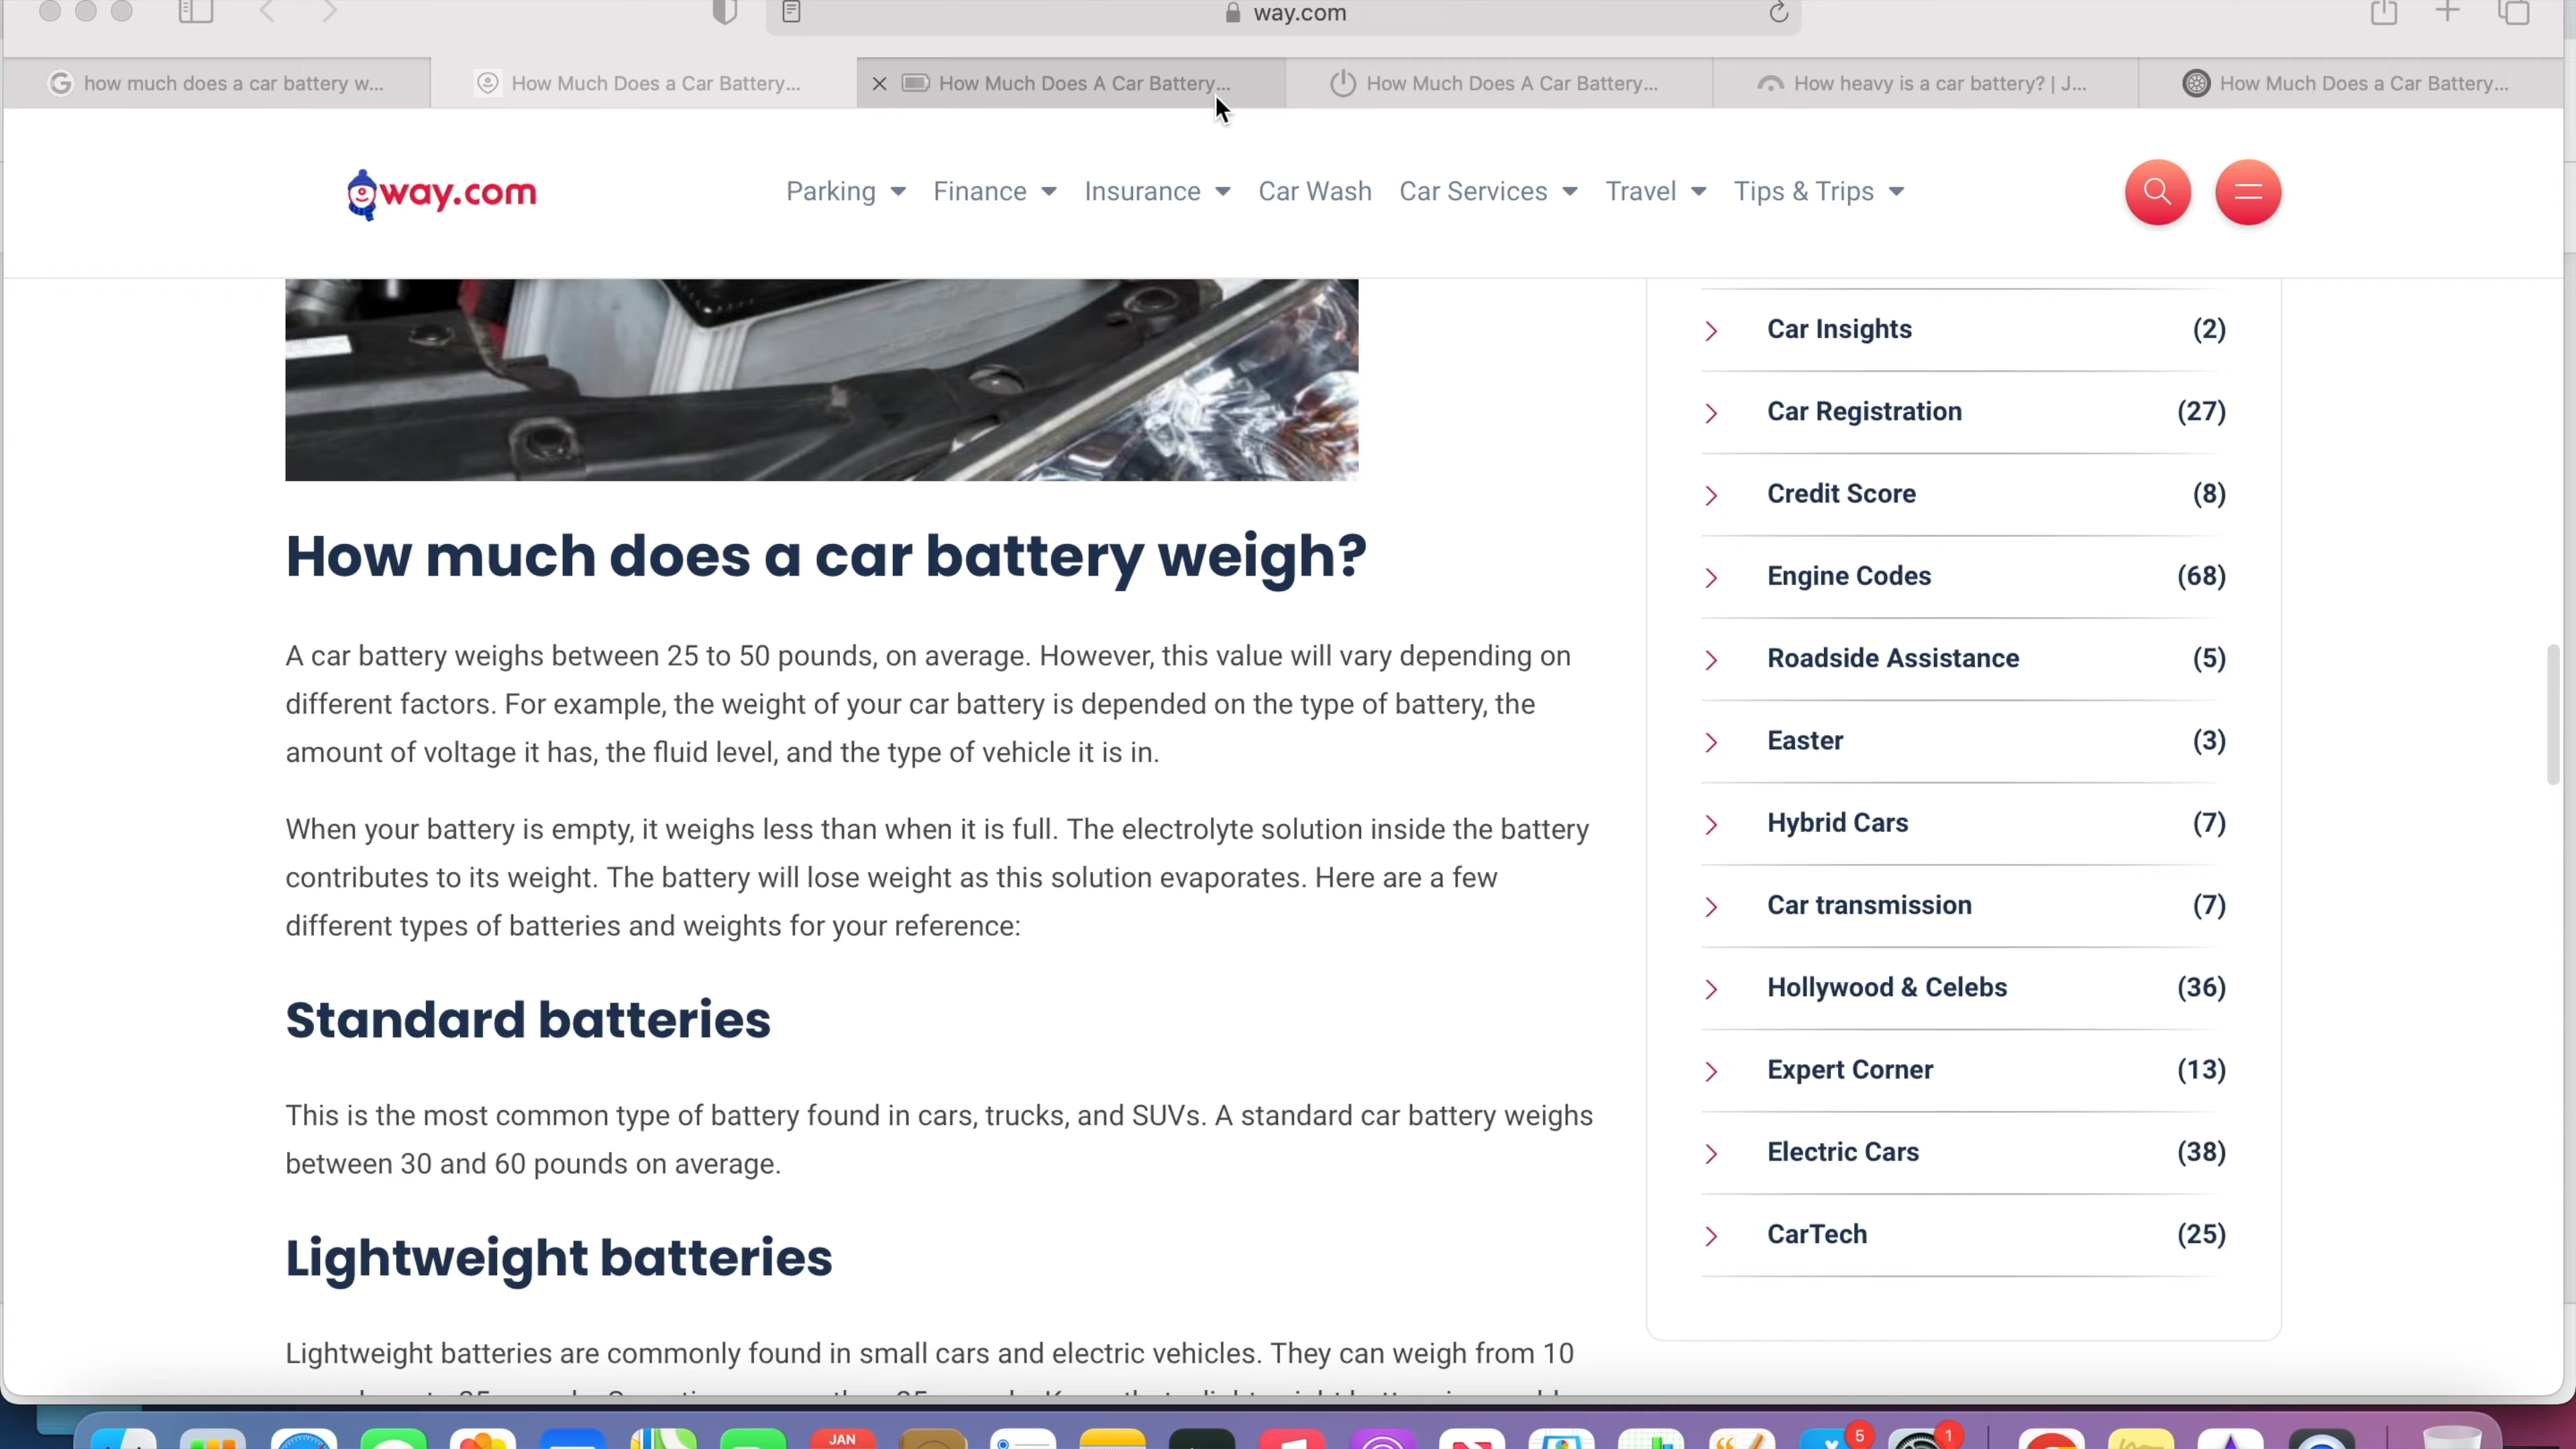 way.com
how much does a car battery w...
How Much Does a Car Battery...
How Much Does A Car Battery...
How Much Does A Car Battery...
How heavy is a car battery? | J...
How Much Does a Car Battery...
way.com
Parking
Finance
Insurance
Car Wash
Car Services
Travel
Tips & Trips
How much does a car battery weigh?
A car battery weighs between 25 to 50 pounds, on average. However, this value will vary depending on
different factors. For example, the weight of your car battery is depended on the type of battery, the
amount of voltage it has, the fluid level, and the type of vehicle it is in.
When your battery is empty, it weighs less than when it is full. The electrolyte solution inside the battery
contributes to its weight. The battery will lose weight as this solution evaporates. Here are a few
different types of batteries and weights for your reference:
Standard batteries
This is the most common type of battery found in cars, trucks, and SUVs. A standard car battery weighs
between 30 and 60 pounds on average.
Lightweight batteries
Lightweight batteries are commonly found in small cars and electric vehicles. They can weigh from 10
Car Insights (2)
Car Registration (27)
Credit Score (8)
Engine Codes (68)
Roadside Assistance (5)
Easter (3)
Hybrid Cars (7)
Car transmission (7)
Hollywood & Celebs (36)
Expert Corner (13)
Electric Cars (38)
CarTech (25)
JAN
5
1